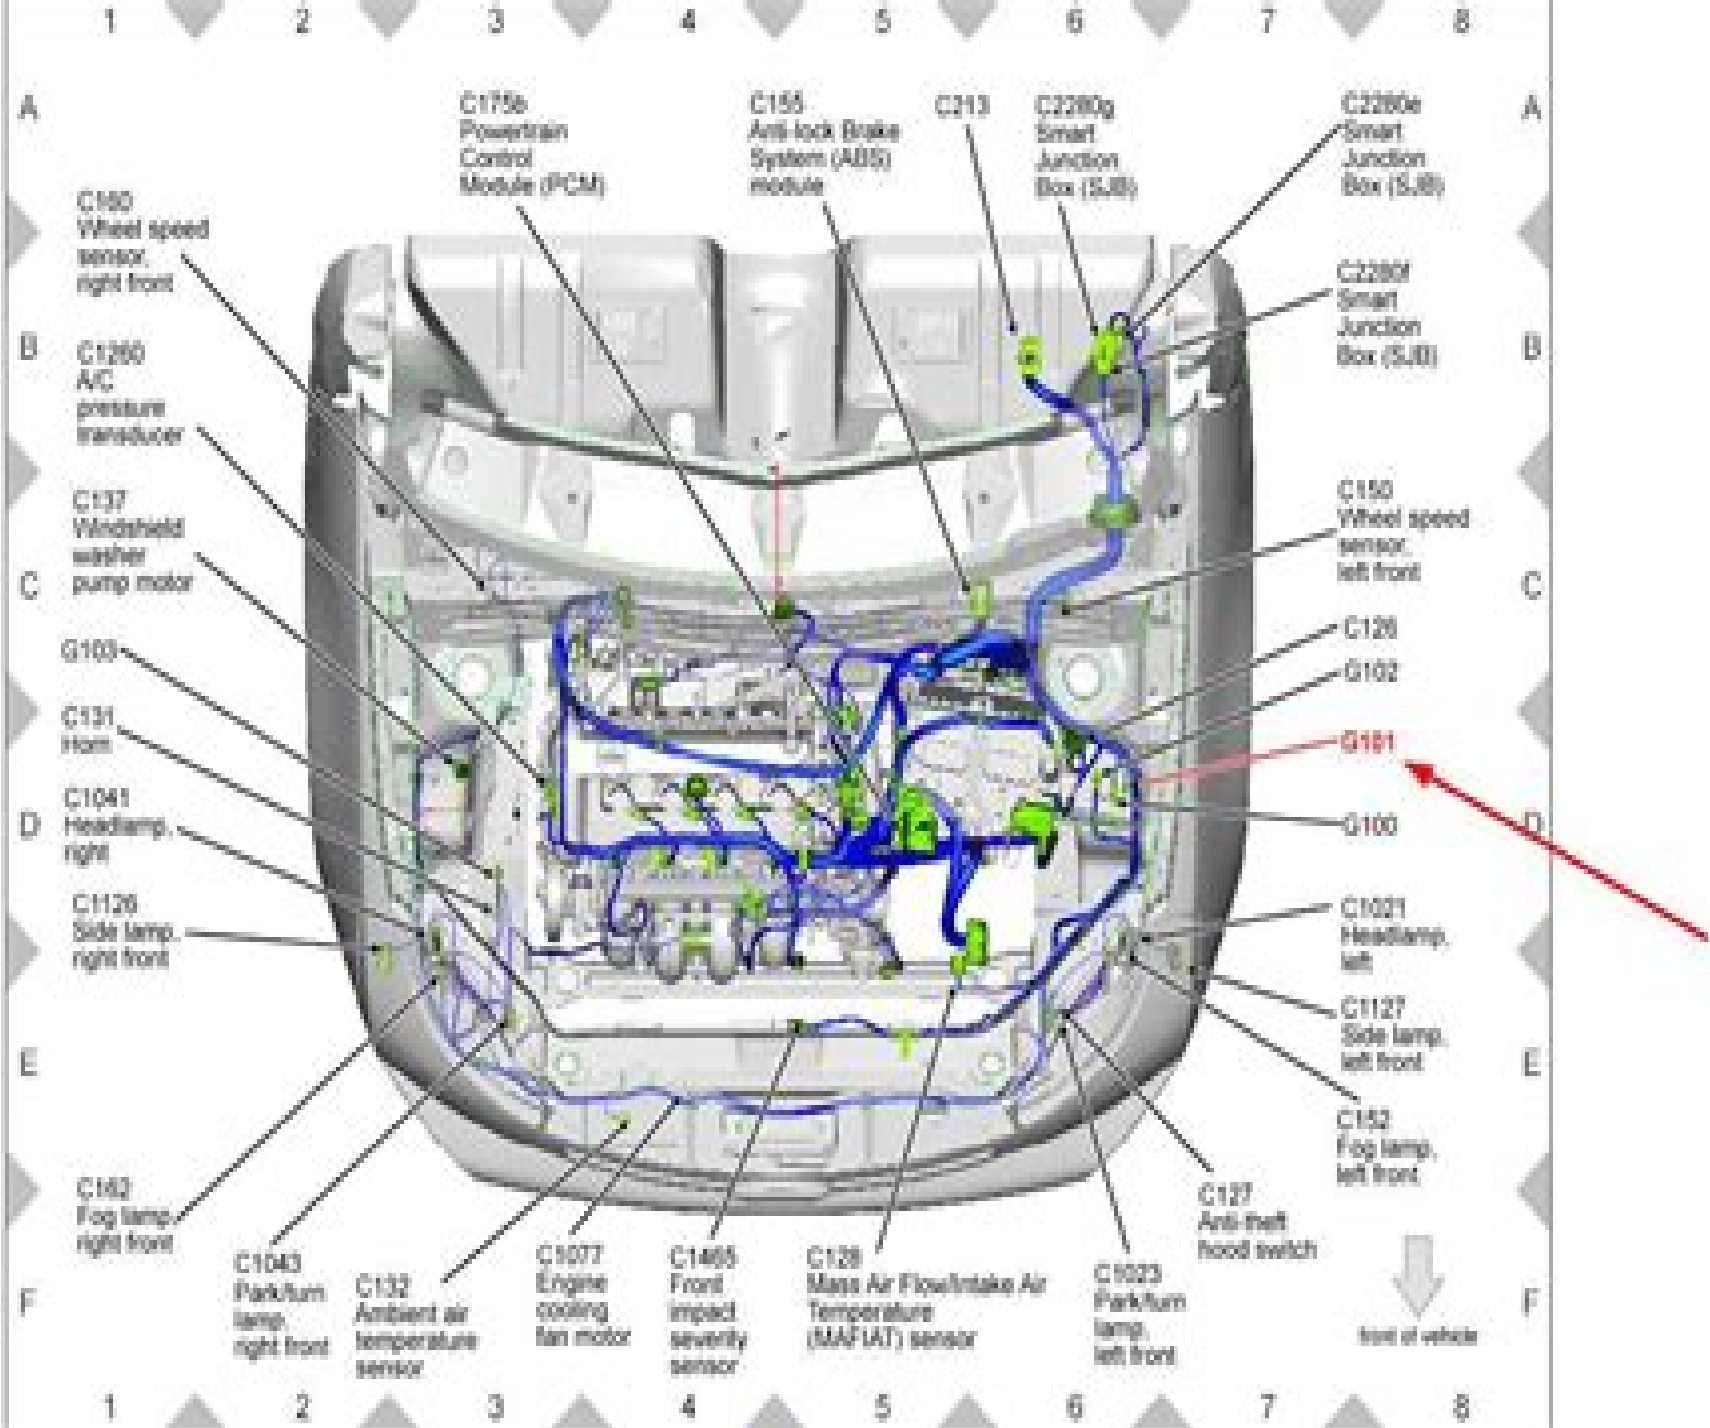 1 2 3 4 5 6 7 8
A A
C175b
Powertrain
Control
Module (PCM)
C155
Anti-lock Brake
System (ABS)
module
C213
C2280g
Smart
Junction
Box (SJB)
C2280e
Smart
Junction
Box (SJB)
C160
Wheel speed
sensor,
right front
C2280f
Smart
Junction
Box (SJB)
B B
C1260
A/C
pressure
transducer
C137
Windshield
washer
pump motor
C150
Wheel speed
sensor,
left front
C C
G103
C126
G102
C131
Horn
G101
C1041
Headlamp,
right
D D
G100
C1126
Side lamp,
right front
C1021
Headlamp,
left
C1127
Side lamp,
left front
E E
C152
Fog lamp,
left front
C162
Fog lamp,
right front
C127
Anti-theft
hood switch
C1043
Park/turn
lamp,
right front
C132
Ambient air
temperature
sensor
C1077
Engine
cooling
fan motor
C1465
Front
impact
severity
sensor
C128
Mass Air Flow/Intake Air
Temperature
(MAF/IAT) sensor
C1023
Park/turn
lamp,
left front
F F
front of vehicle
1 2 3 4 5 6 7 8